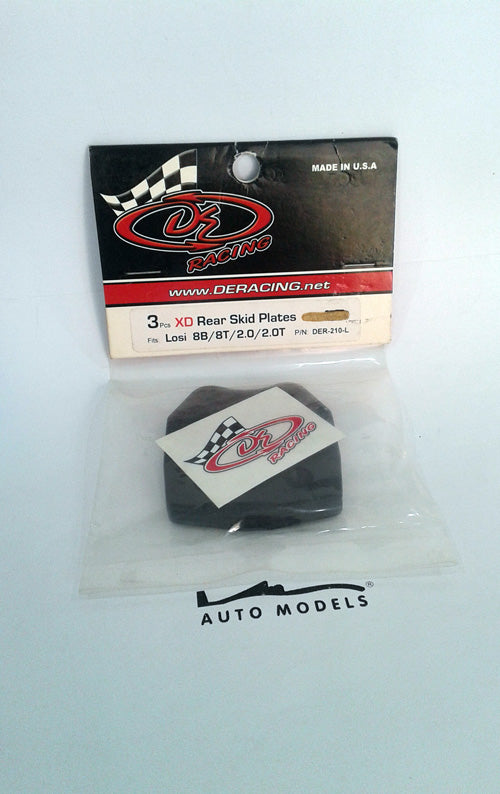 MADE IN U.S.A
DE
RACING
www.DERACING.net
3 Pcs XD Rear Skid Plates
Fits Losi 8B/8T/2.0/2.0T P/N: DER-210-L
DE
RACING
®
AUTO MODELS